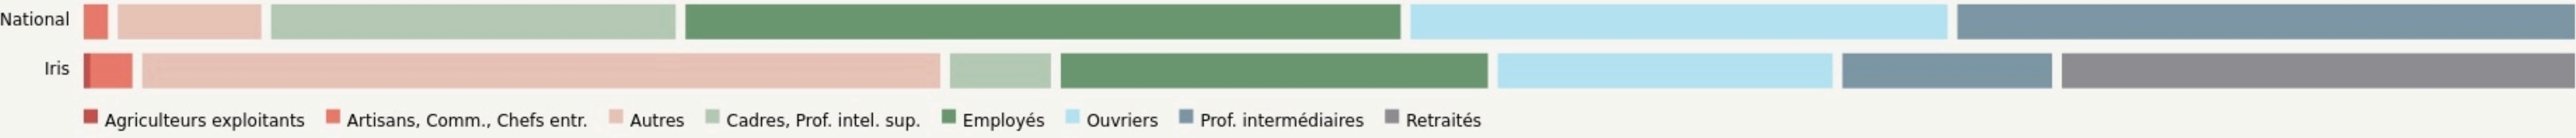 National
Iris
Agriculteurs exploitants Artisans, Comm., Chefs entr. Autres Cadres, Prof. intel. sup. Employés Ouvriers Prof. intermédiaires Retraités